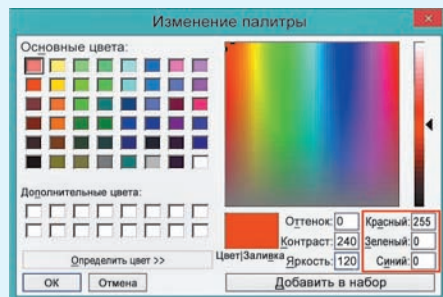 Изменение палитры
Основные цвета:
Дополнительные цвета:
Определить цвет >>
ОК
Отмена
Цвет|Заливка
Оттенок: 0
Контраст: 240
Яркость: 120
Красный: 255
Зеленый: 0
Синий: 0
Добавить в набор